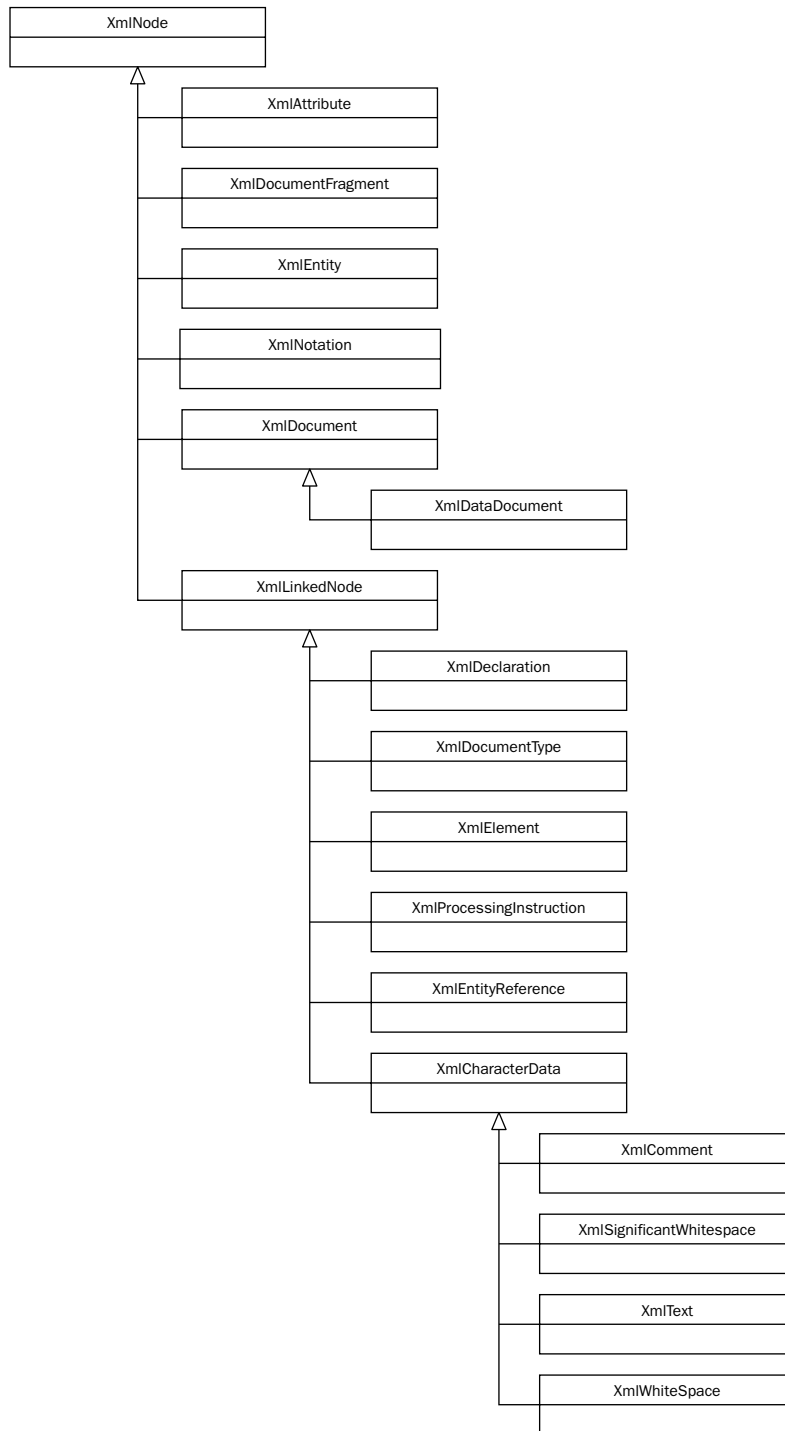 XmlNode
XmlAttribute
XmlDocumentFragment
XmlEntity
XmlNotation
XmlDocument
XmlDataDocument
XmlLinkedNode
XmlDeclaration
XmlDocumentType
XmlElement
XmlProcessingInstruction
XmlEntityReference
XmlCharacterData
XmlComment
XmlSignificantWhitespace
XmlText
XmlWhiteSpace